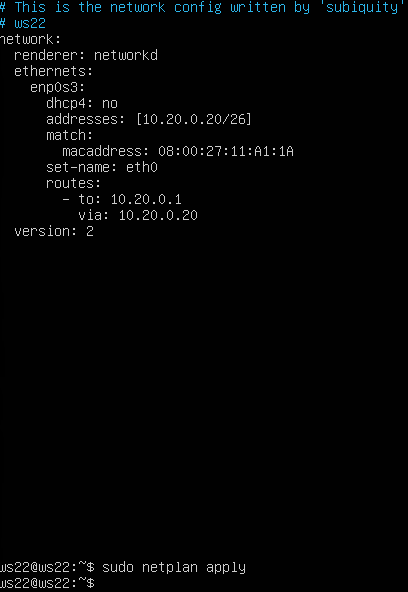 # This is the network config written by 'subiquity'
# ws22
network:
  renderer: networkd
  ethernets:
    enp0s3:
      dhcp4: no
      addresses: [10.20.0.20/26]
      match:
        macaddress: 08:00:27:11:A1:1A
      set-name: eth0
      routes:
        - to: 10.20.0.1
          via: 10.20.0.20
  version: 2
ws22@ws22:~$ sudo netplan apply
ws22@ws22:~$